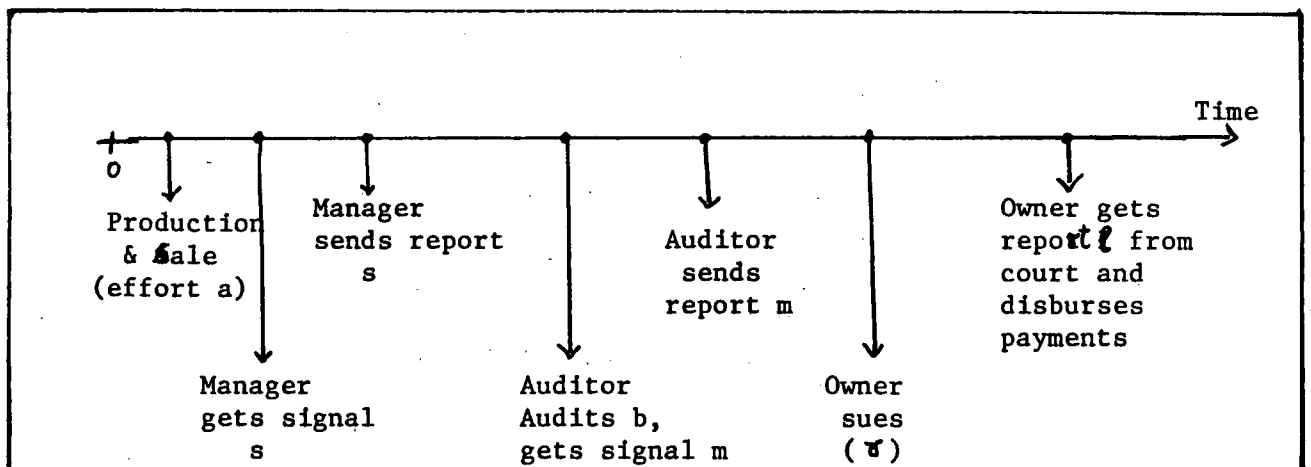 Time
0
Production
& Sale
(effort a)
Manager
gets signal
s
Manager
sends report
s
Auditor
Audits b,
gets signal m
Auditor
sends
report m
Owner
sues
(γ)
Owner gets
report ℓ from
court and
disburses
payments